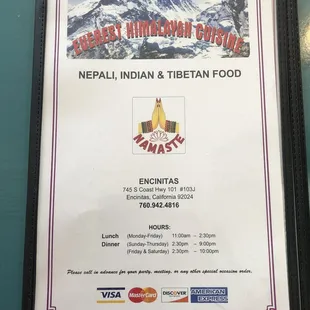 EVEREST HIMALAYAN CUISINE
NEPALI, INDIAN & TIBETAN FOOD
NAMASTE
ENCINITAS
745 S Coast Hwy 101 #103J
Encinitas, California 92024
760.942.4816
HOURS:
Lunch (Monday-Friday) 11:00am – 2:30pm
Dinner (Sunday-Thursday) 2:30pm – 9:00pm
(Friday & Saturday) 2:30pm – 10:00pm
Please call in advance for your party, meeting, or any other special occasion order.
VISA MasterCard DISCOVER AMERICAN EXPRESS